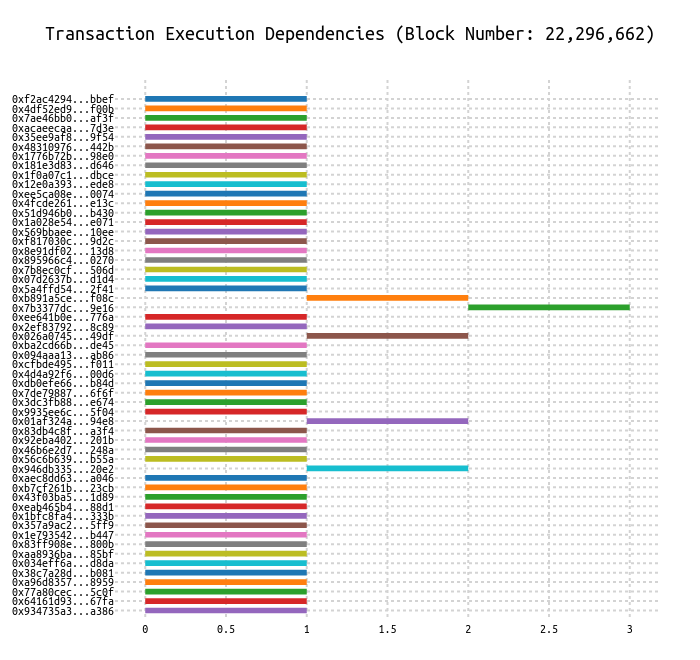 Transaction Execution Dependencies (Block Number: 22,296,662)
0xf2ac4294...bbef
0x4df52ed9...f00b
0x7ae46bb0...af3f
0xacaeecaa...7d3e
0x35ee9af8...9f54
0x48310976...442b
0x1776b72b...98e0
0x181e3d83...d646
0x1f0a07c1...dbce
0x12e0a393...ede8
0xee5ca08e...0074
0x4fcde261...e13c
0x51d946b0...b430
0x1a028e54...e071
0x569bbaee...10ee
0xf817030c...9d2c
0x8e91df02...13d8
0x895966c4...0270
0x7b8ec0cf...506d
0x07d2637b...d1d4
0x5a4ffd54...2f41
0xb891a5ce...f08c
0x7b3377dc...9e16
0xee641b0e...776a
0x2ef83792...8c89
0x026a0745...49df
0xba2cd66b...de45
0x094aaa13...ab86
0xcfbde495...f011
0x4d4a92f6...00d6
0xdb0efe66...b84d
0x7de79887...6f6f
0x3dc3fb88...e674
0x9935ee6c...5f04
0x01af324a...94e8
0x83db4c8f...a3f4
0x92eba402...201b
0x46b6e2d7...248a
0x56c6b639...b55a
0x946db335...20e2
0xaec8dd63...a046
0xb7cf261b...23cb
0x43f03ba5...1d89
0xeab465b4...88d1
0x1bfc8fa4...333b
0x357a9ac2...5ff9
0x1e793542...b447
0x83ff908e...800b
0xaa8936ba...85bf
0x034eff6a...d8da
0x38c7a28d...b081
0xa96d8357...8959
0x77a80cec...5c0f
0x64161d93...67fa
0x934735a3...a386
0 0.5 1 1.5 2 2.5 3